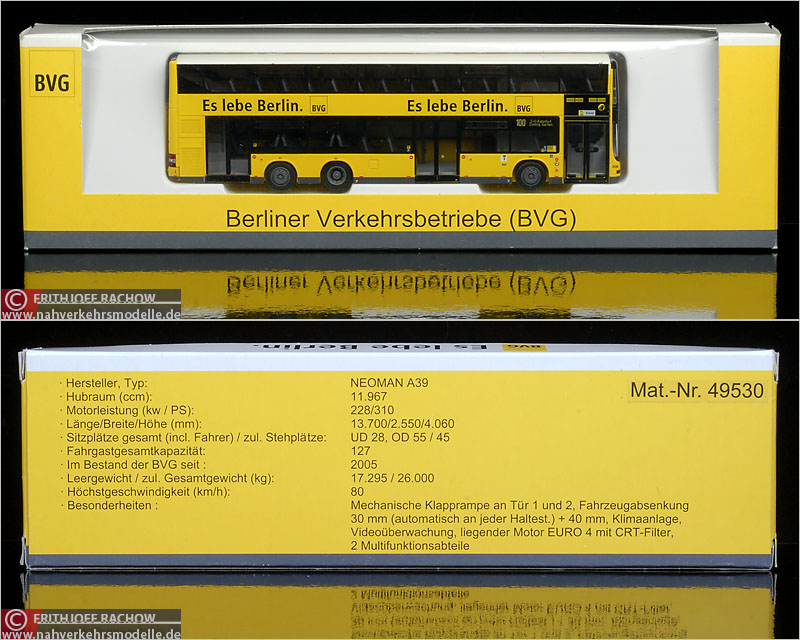 BVG
Es lebe Berlin. BVG Es lebe Berlin. BVG
100
Berliner Verkehrsbetriebe (BVG)
© FRITHJOFF RACHOW
www.nahverkehrsmodelle.de
Es lebe Berlin. BVG
· Hersteller, Typ: NEOMAN A39
Mat.-Nr. 49530
· Hubraum (ccm): 11.967
· Motorleistung (kw / PS): 228/310
· Länge/Breite/Höhe (mm): 13.700/2.550/4.060
· Sitzplätze gesamt (incl. Fahrer) / zul. Stehplätze: UD 28, OD 55 / 45
· Fahrgastgesamtkapazität: 127
· Im Bestand der BVG seit : 2005
· Leergewicht / zul. Gesamtgewicht (kg): 17.295 / 26.000
· Höchstgeschwindigkeit (km/h): 80
· Besonderheiten : Mechanische Klapprampe an Tür 1 und 2, Fahrzeugabsenkung
30 mm (automatisch an jeder Haltest.) + 40 mm, Klimaanlage,
Videoüberwachung, liegender Motor EURO 4 mit CRT-Filter,
2 Multifunktionsabteile
© FRITHJOFF RACHOW
www.nahverkehrsmodelle.de